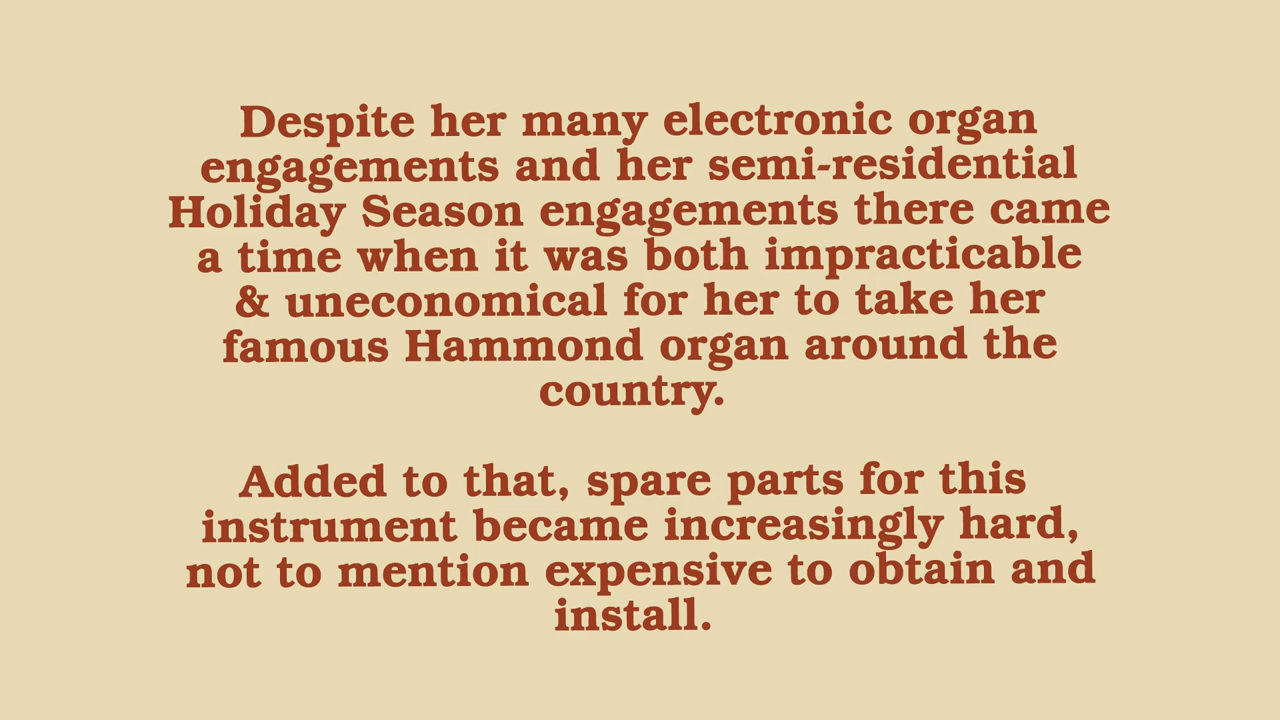 Despite her many electronic organ
engagements and her semi-residential
Holiday Season engagements there came
a time when it was both impracticable
& uneconomical for her to take her
famous Hammond organ around the
country.
Added to that, spare parts for this
instrument became increasingly hard,
not to mention expensive to obtain and
install.